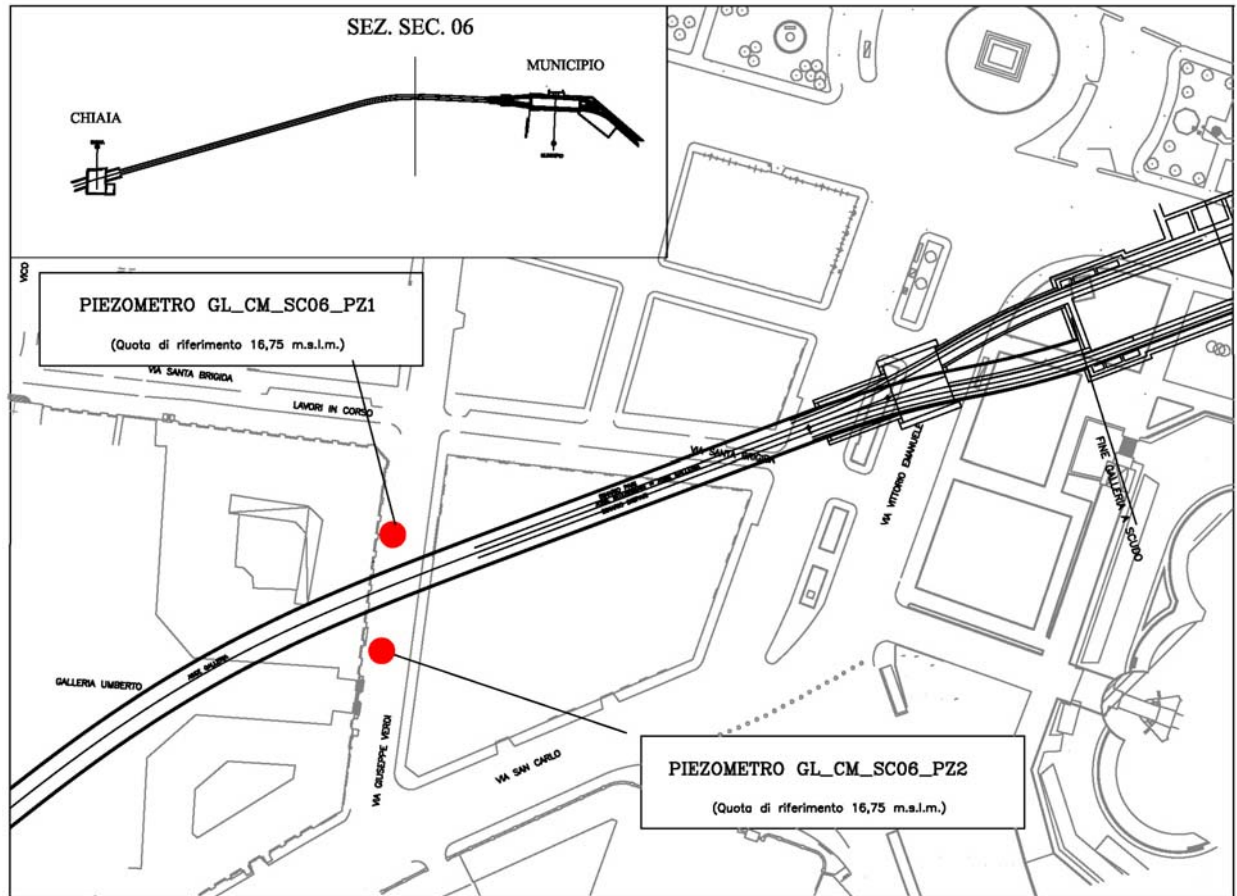 SEZ. SEC. 06
MUNICIPIO
CHIAIA
VICO
PIEZOMETRO GL_CM_SC06_PZ1
(Quota di riferimento 16,75 m.s.l.m.)
VIA SANTA BRIGIDA
LAVORI IN CORSO
VIA SANTA BRIGIDA
VIA VITTORIO EMANUELE
FINE GALLERIA A SCUDO
GALLERIA UMBERTO
ASSE GALLERIA
VIA GIUSEPPE VERDI
VIA SAN CARLO
PIEZOMETRO GL_CM_SC06_PZ2
(Quota di riferimento 16,75 m.s.l.m.)